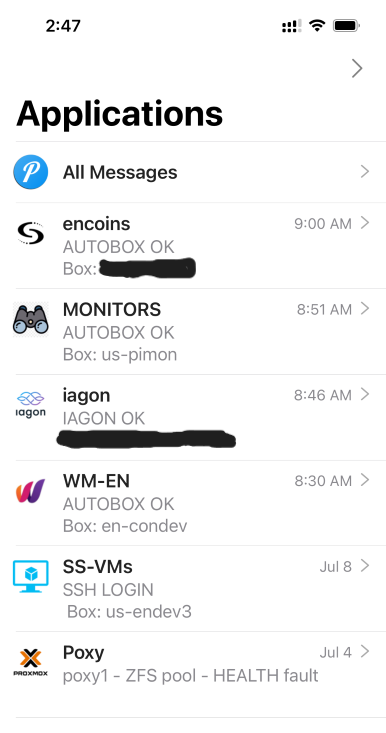 2:47
Applications
All Messages
encoins 9:00 AM
AUTOBOX OK
Box:
MONITORS 8:51 AM
AUTOBOX OK
Box: us-pimon
iagon iagon 8:46 AM
IAGON OK
WM-EN 8:30 AM
AUTOBOX OK
Box: en-condev
SS-VMs Jul 8
SSH LOGIN
Box: us-endev3
Poxy Jul 4
PROXMOX poxy1 - ZFS pool - HEALTH fault